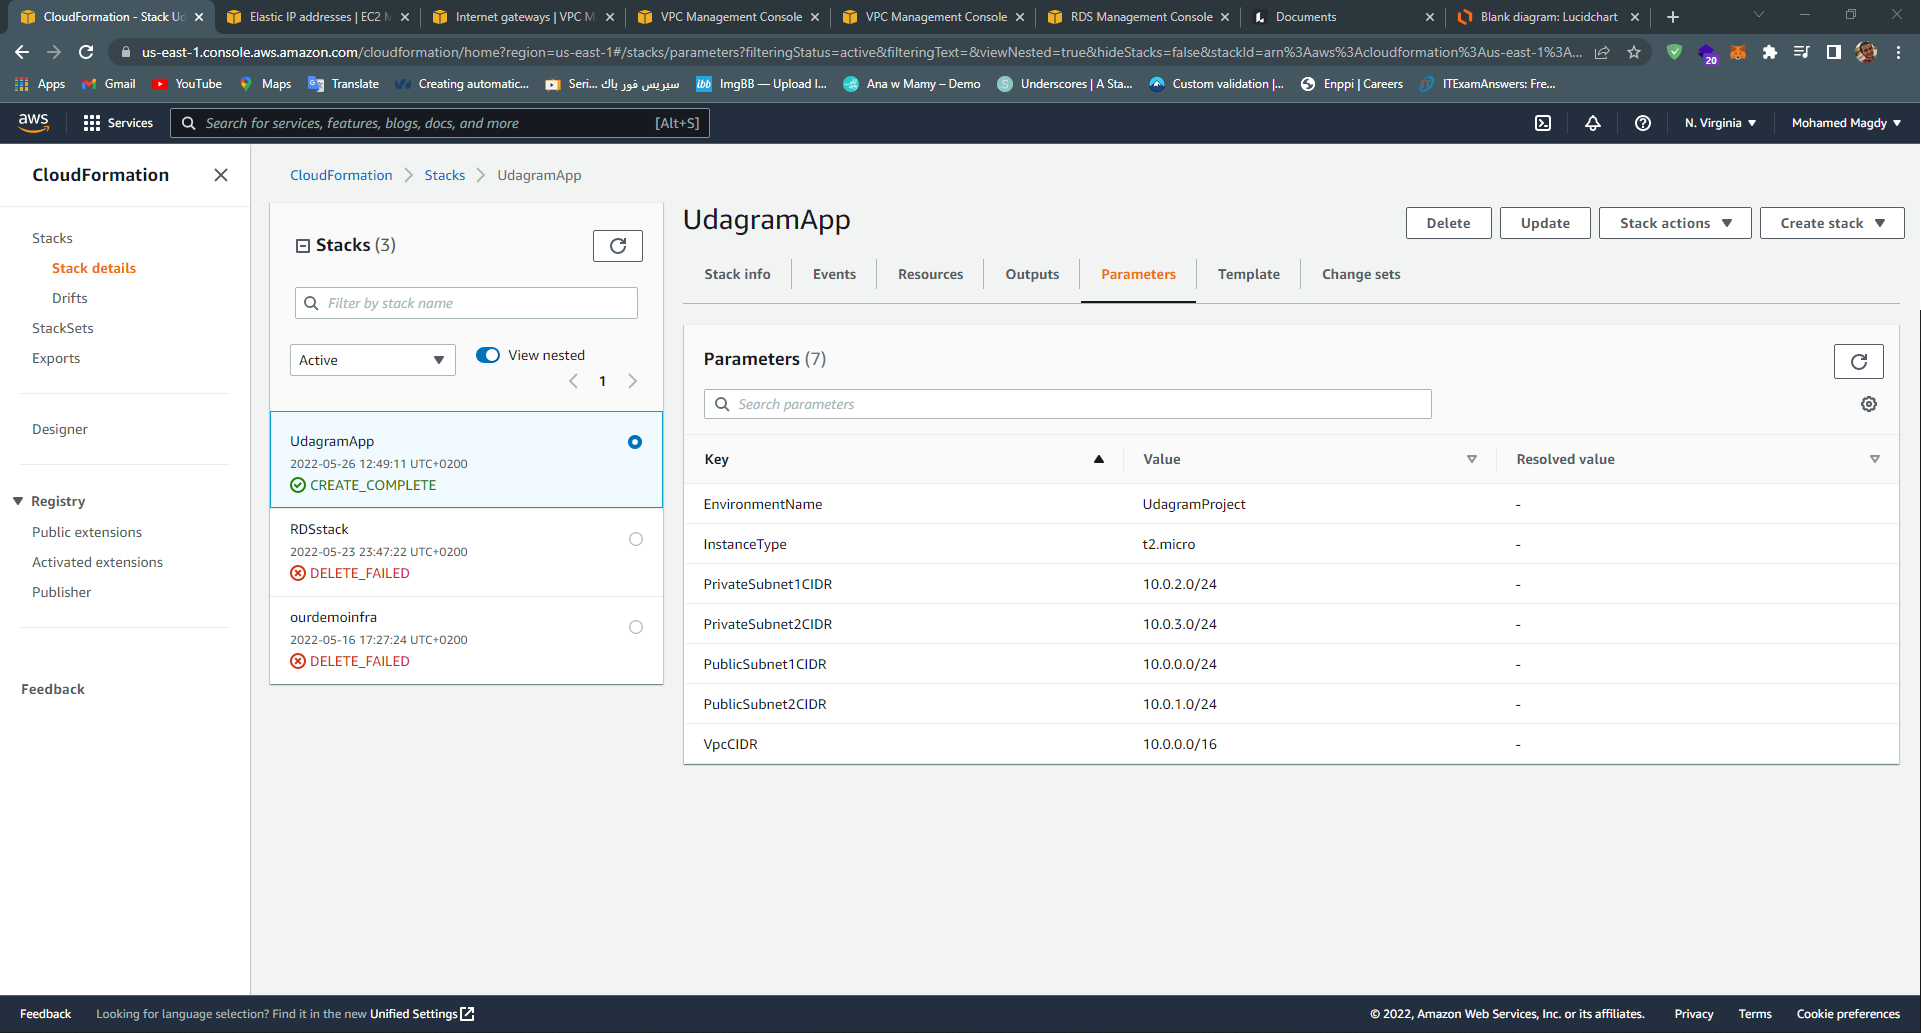 CloudFormation - Stack Ud
Elastic IP addresses | EC2 M
Internet gateways | VPC M
VPC Management Console
VPC Management Console
RDS Management Console
Documents
Blank diagram: Lucidchart
us-east-1.console.aws.amazon.com/cloudformation/home?region=us-east-1#/stacks/parameters?filteringStatus=active&filteringText=&viewNested=true&hideStacks=false&stackId=arn%3Aaws%3Acloudformation%3Aus-east-1%3A...
20
Apps
Gmail
YouTube
Maps
Translate
Creating automatic...
Seri... سيريس فور باك
ibb ImgBB — Upload I...
Ana w Mamy – Demo
S Underscores | A Sta...
Custom validation |...
Enppi | Careers
ITExamAnswers: Fre...
aws
Services
Search for services, features, blogs, docs, and more [Alt+S]
N. Virginia
Mohamed Magdy
CloudFormation
Stacks
Stack details
Drifts
StackSets
Exports
Designer
Registry
Public extensions
Activated extensions
Publisher
Feedback
CloudFormation
Stacks
UdagramApp
Stacks (3)
Filter by stack name
Active
View nested
1
UdagramApp
2022-05-26 12:49:11 UTC+0200
CREATE_COMPLETE
RDSstack
2022-05-23 23:47:22 UTC+0200
DELETE_FAILED
ourdemoinfra
2022-05-16 17:27:24 UTC+0200
DELETE_FAILED
UdagramApp
Delete
Update
Stack actions
Create stack
Stack info
Events
Resources
Outputs
Parameters
Template
Change sets
Parameters (7)
Search parameters
Key Value Resolved value
EnvironmentName UdagramProject -
InstanceType t2.micro -
PrivateSubnet1CIDR 10.0.2.0/24 -
PrivateSubnet2CIDR 10.0.3.0/24 -
PublicSubnet1CIDR 10.0.0.0/24 -
PublicSubnet2CIDR 10.0.1.0/24 -
VpcCIDR 10.0.0.0/16 -
Feedback
Looking for language selection? Find it in the new Unified Settings
© 2022, Amazon Web Services, Inc. or its affiliates.
Privacy
Terms
Cookie preferences